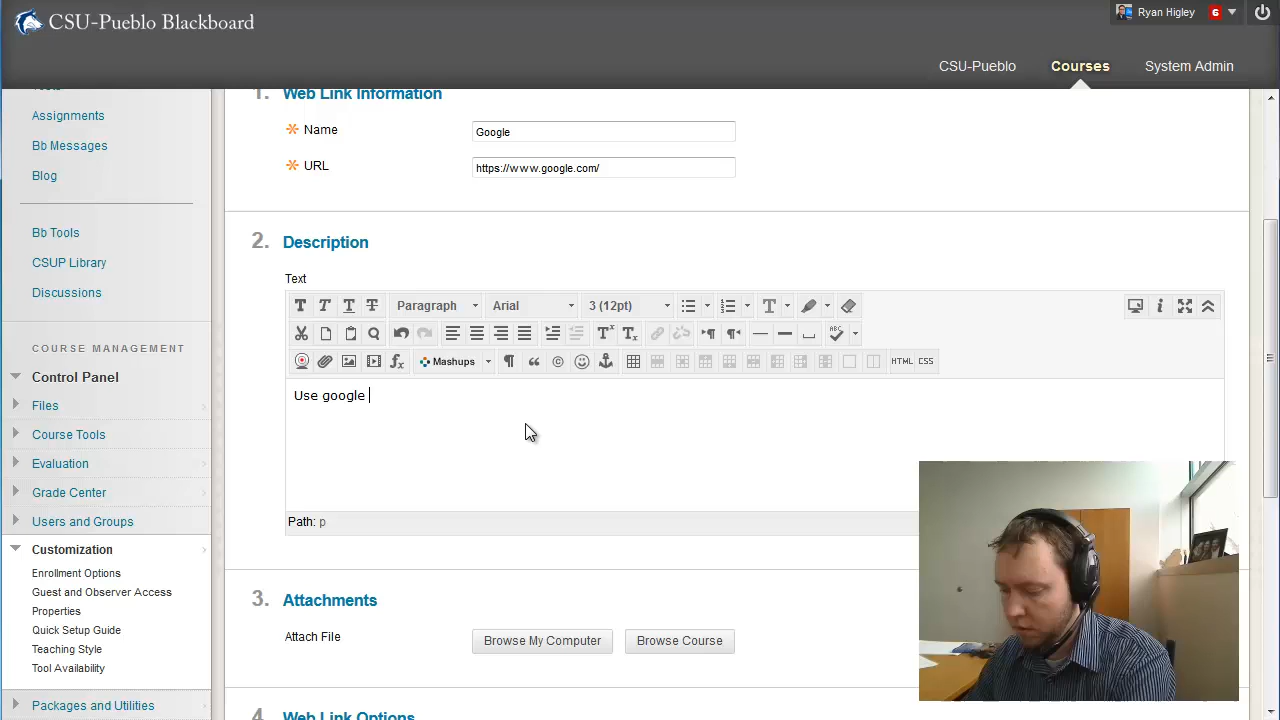 CSU-Pueblo Blackboard
Ryan Higley
6
CSU-Pueblo
Courses
System Admin
Assignments
Bb Messages
Blog
Bb Tools
CSUP Library
Discussions
COURSE MANAGEMENT
Control Panel
Files
Course Tools
Evaluation
Grade Center
Users and Groups
Customization
Enrollment Options
Guest and Observer Access
Properties
Quick Setup Guide
Teaching Style
Tool Availability
Packages and Utilities
1. Web Link Information
Name
Google
URL
https://www.google.com/
2. Description
Text
T T T T Paragraph Arial 3 (12pt) T
T T ABC
fx Mashups HTML CSS
Use google
Path: p
3. Attachments
Attach File
Browse My Computer
Browse Course
4. Web Link Options